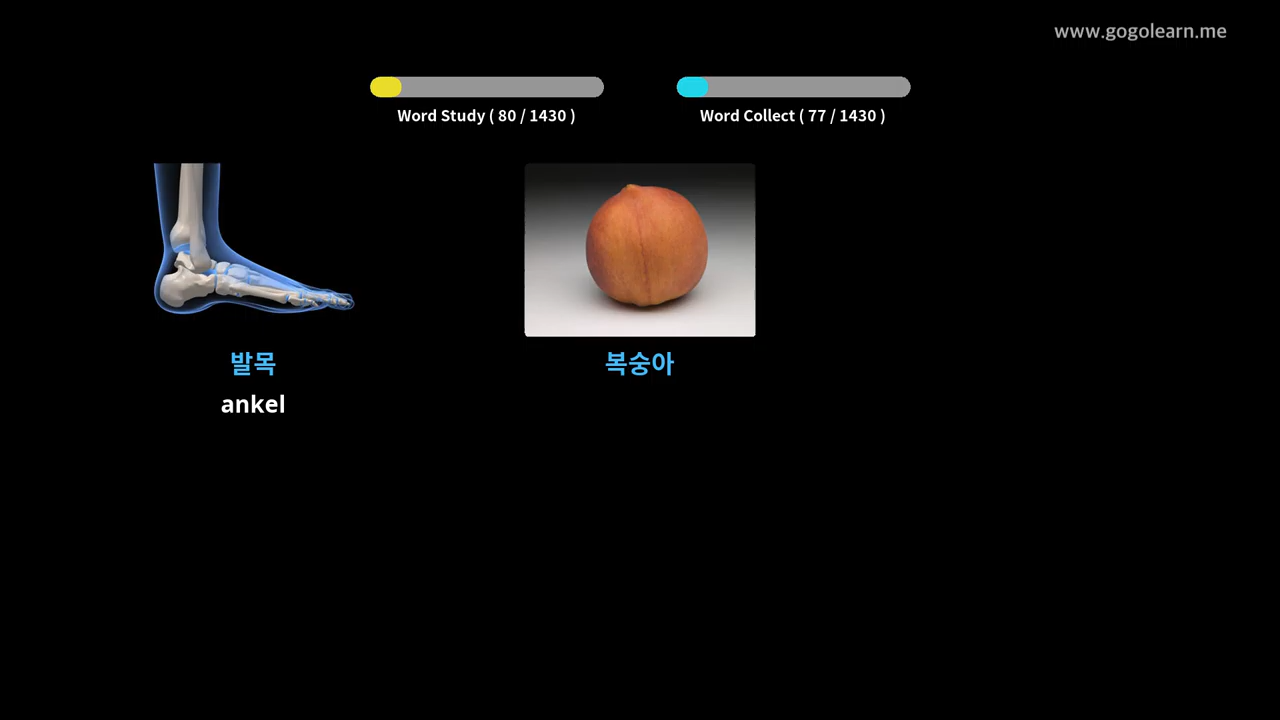 www.gogolearn.me
Word Study ( 80 / 1430 )
Word Collect ( 77 / 1430 )
발목
ankel
복숭아